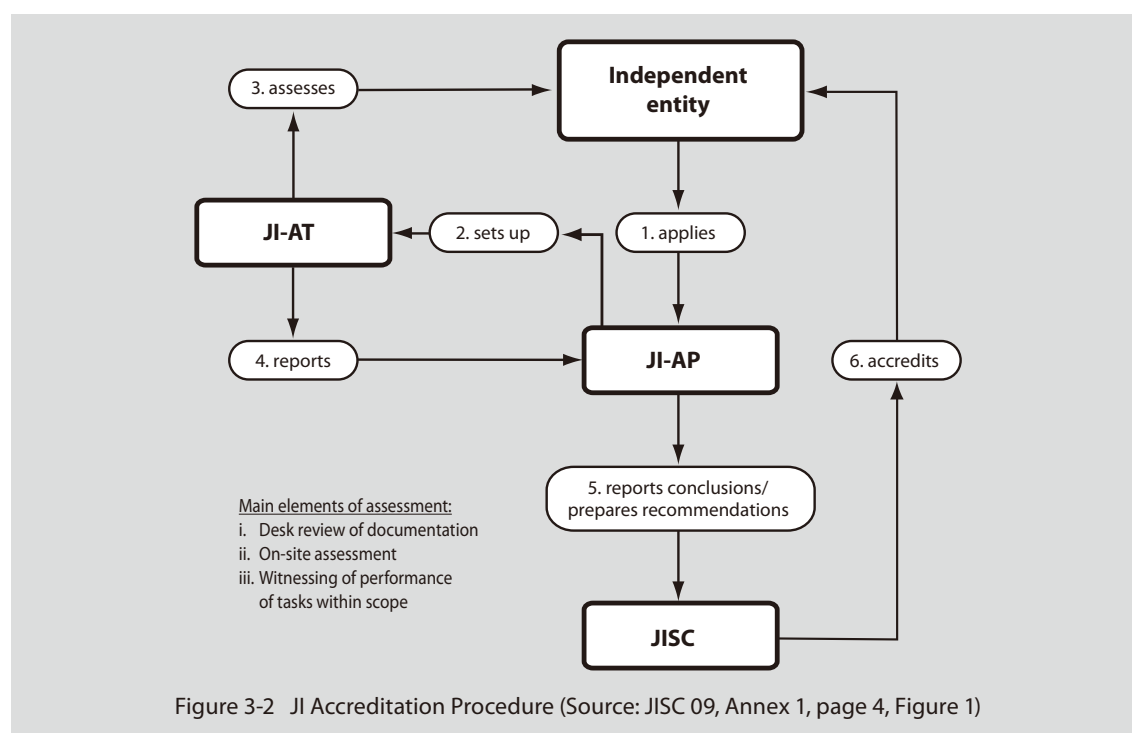 Independent
entity
3. assesses
JI-AT
2. sets up
1. applies
4. reports
JI-AP
6. accredits
5. reports conclusions/
prepares recommendations
Main elements of assessment:
i. Desk review of documentation
ii. On-site assessment
iii. Witnessing of performance
of tasks within scope
JISC
Figure 3-2 JI Accreditation Procedure (Source: JISC 09, Annex 1, page 4, Figure 1)